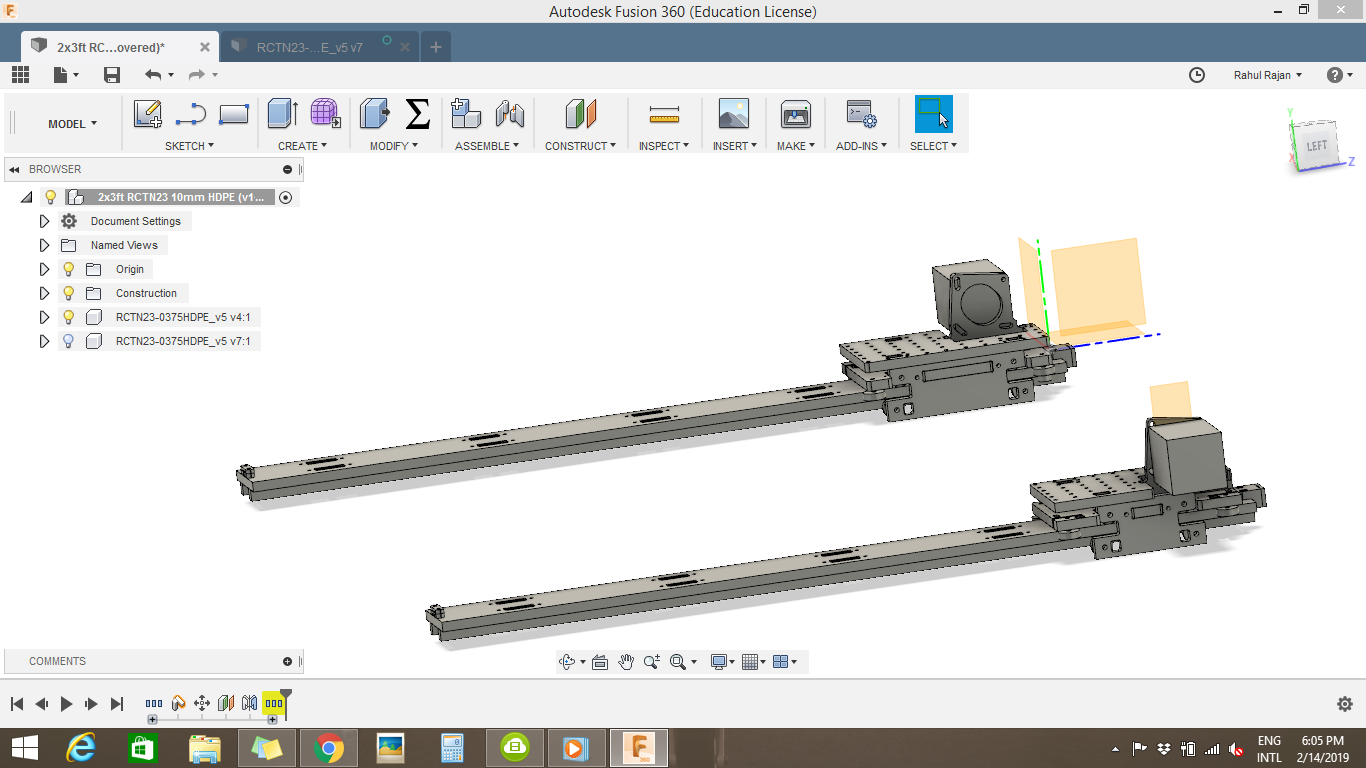 Autodesk Fusion 360 (Education License)
2x3ft RC...overed)*
RCTN23-...E_v5 v7
Rahul Rajan
MODEL
SKETCH
CREATE
MODIFY
ASSEMBLE
CONSTRUCT
INSPECT
INSERT
MAKE
ADD-INS
SELECT
Y
LEFT
X
Z
BROWSER
2x3ft RCTN23 10mm HDPE (v1...
Document Settings
Named Views
Origin
Construction
RCTN23-0375HDPE_v5 v4:1
RCTN23-0375HDPE_v5 v7:1
COMMENTS
360
ENG
INTL
6:05 PM
2/14/2019